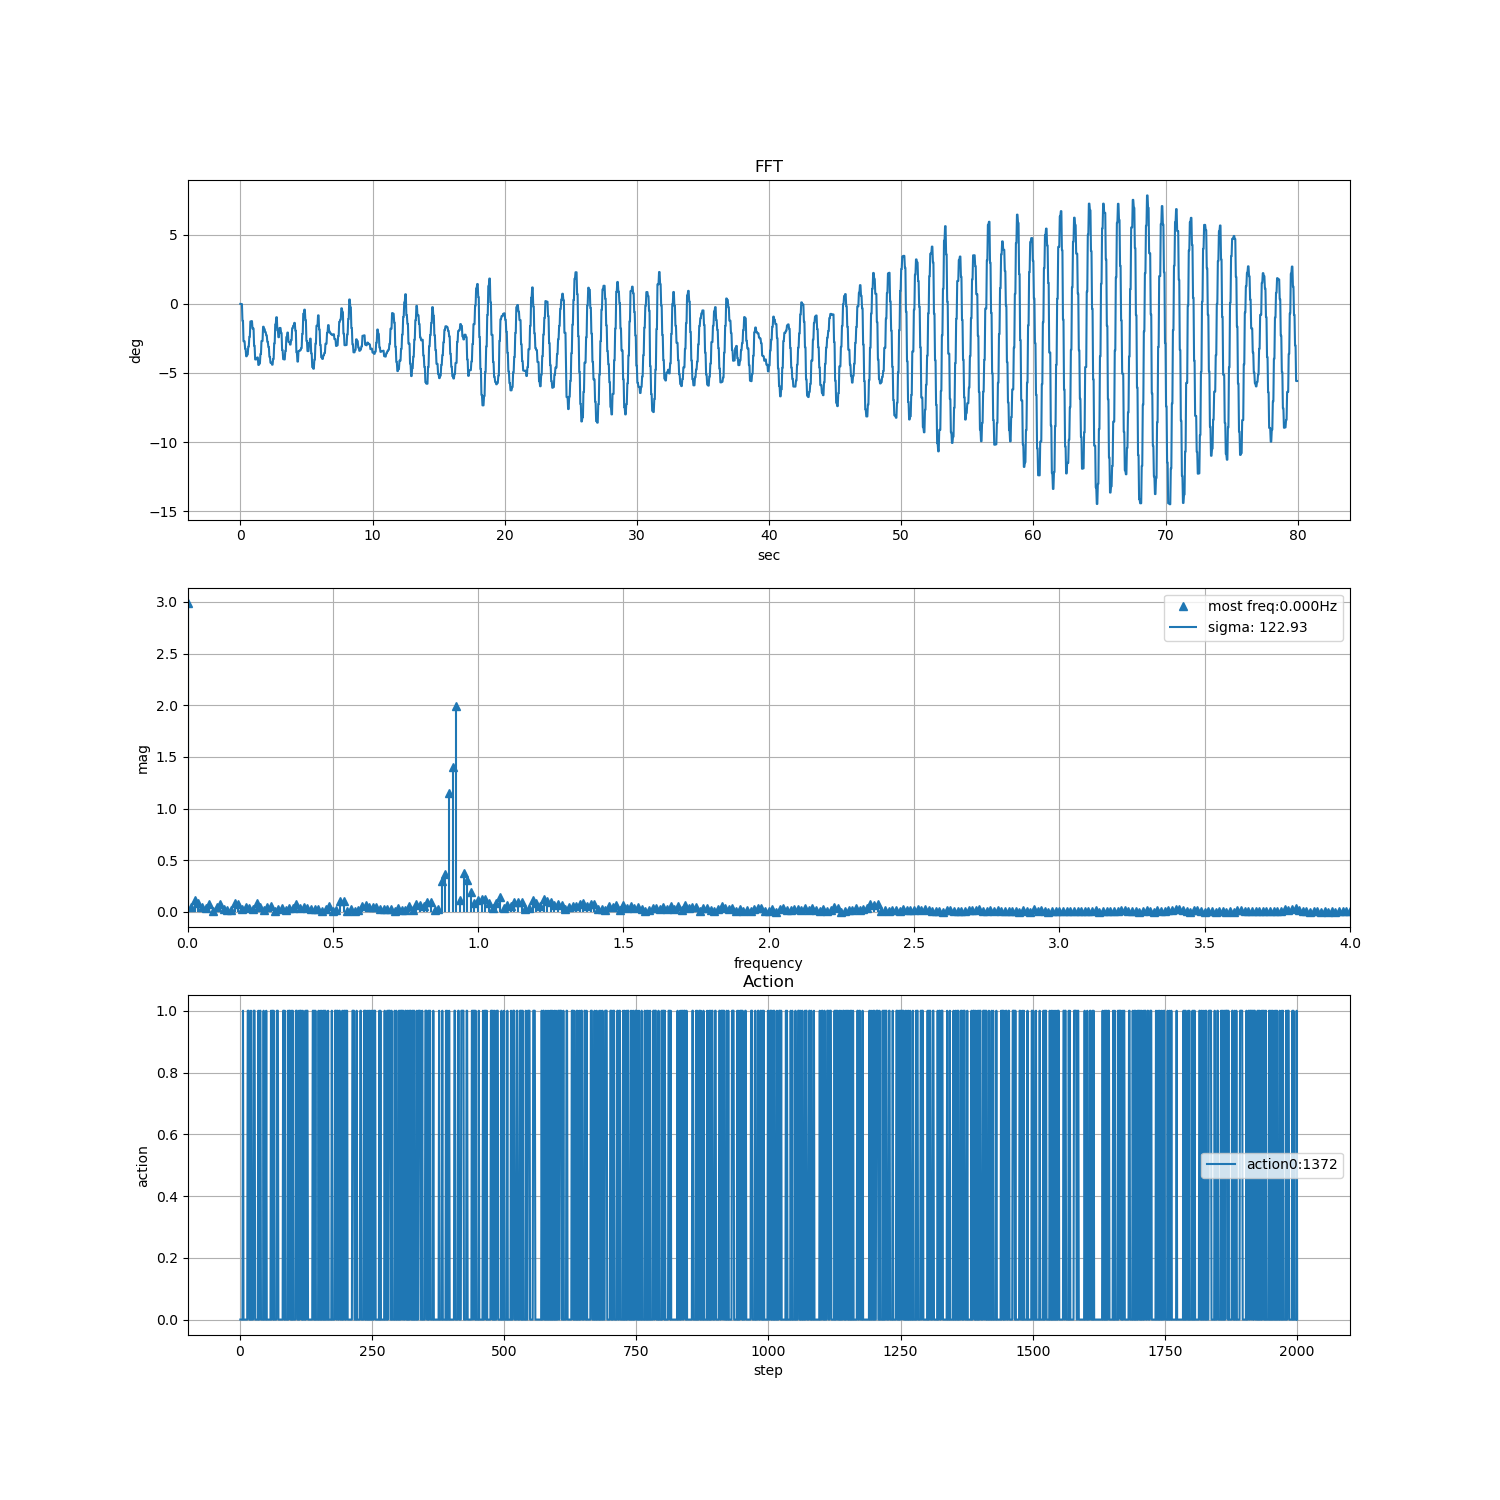 FFT
5
0
−5
−10
−15
deg
0 10 20 30 40 50 60 70 80
sec
3.0
2.5
2.0
1.5
1.0
0.5
0.0
mag
most freq:0.000Hz
sigma: 122.93
0.0 0.5 1.0 1.5 2.0 2.5 3.0 3.5 4.0
frequency
Action
1.0
0.8
0.6
0.4
0.2
0.0
action
action0:1372
0 250 500 750 1000 1250 1500 1750 2000
step